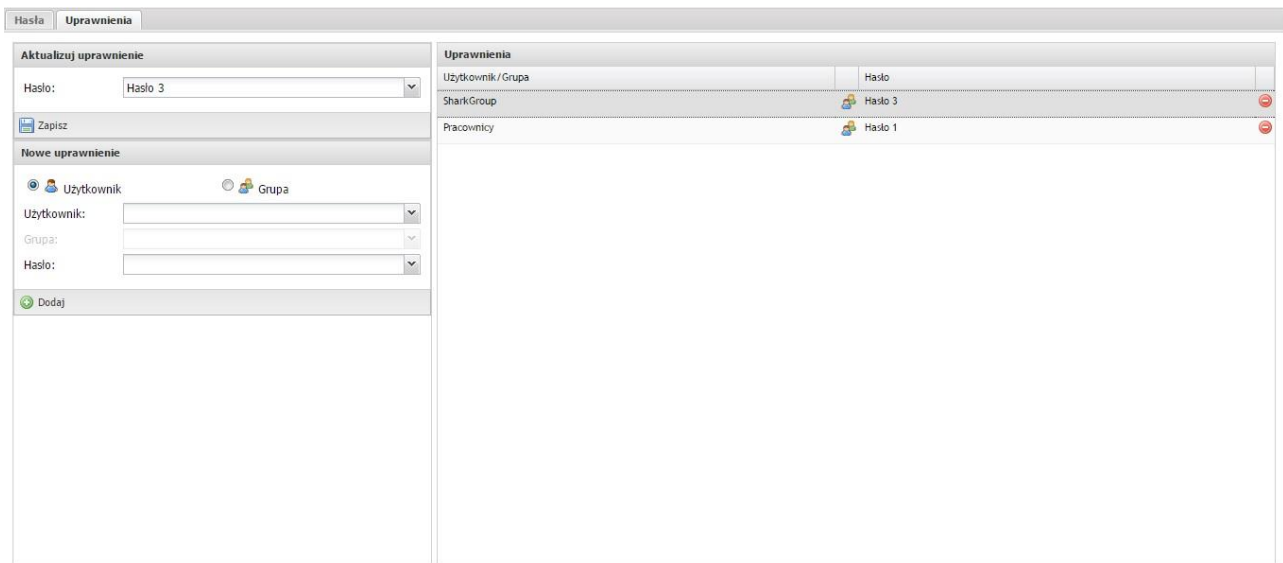 Hasła Uprawnienia
Aktualizuj uprawnienie
Hasło: Hasło 3
Zapisz
Nowe uprawnienie
Użytkownik Grupa
Użytkownik:
Grupa:
Hasło:
Dodaj
Uprawnienia
Użytkownik/Grupa Hasło
SharkGroup Hasło 3
Pracownicy Hasło 1